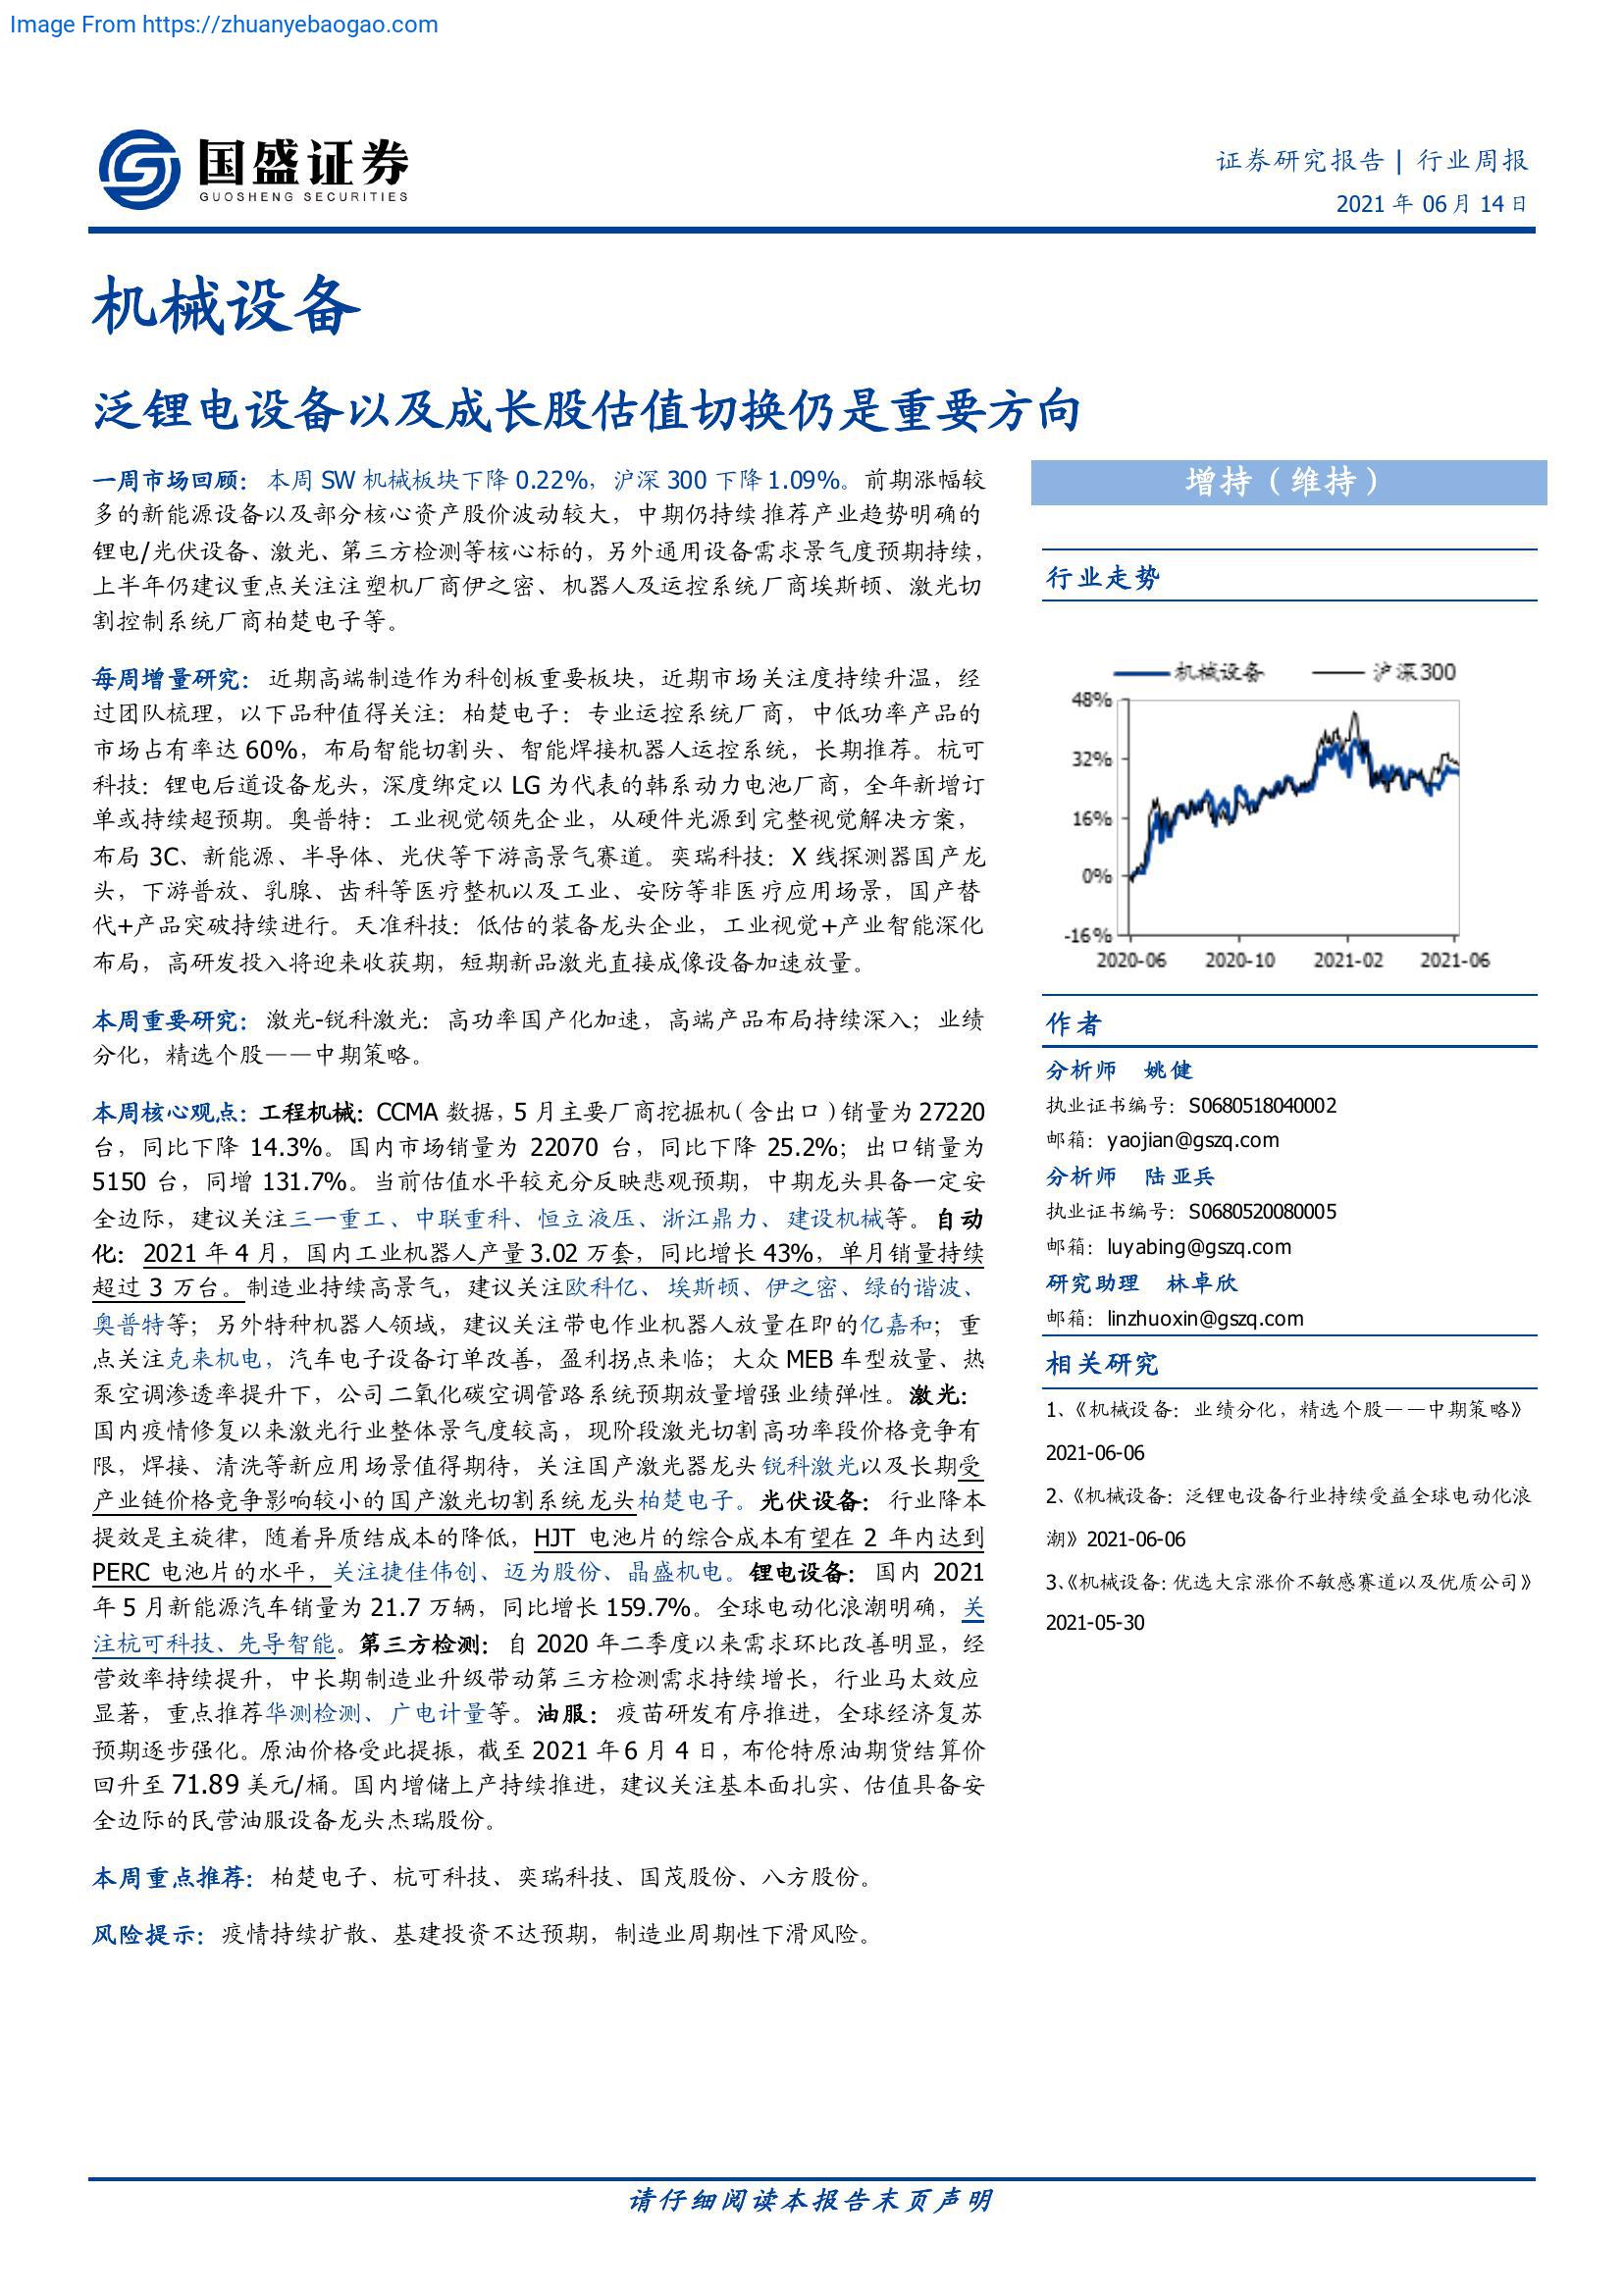 Image From https://zhuanyebaogao.com
国盛证券
GUOSHENG SECURITIES
证券研究报告 | 行业周报
2021 年 06月 14日
机械设备
泛锂电设备以及成长股估值切换仍是重要方向
一周市场回顾：本周 SW 机械板块下降 0.22%，沪深 300 下降 1.09%。前期涨幅较
多的新能源设备以及部分核心资产股价波动较大，中期仍持续推荐产业趋势明确的
锂电/光伏设备、激光、第三方检测等核心标的，另外通用设备需求景气度预期持续，
上半年仍建议重点关注注塑机厂商伊之密、机器人及运控系统厂商埃斯顿、激光切
割控制系统厂商柏楚电子等。
每周增量研究：近期高端制造作为科创板重要板块，近期市场关注度持续升温，经
过团队梳理，以下品种值得关注：柏楚电子：专业运控系统厂商，中低功率产品的
市场占有率达 60%，布局智能切割头、智能焊接机器人运控系统，长期推荐。杭可
科技：锂电后道设备龙头，深度绑定以 LG 为代表的韩系动力电池厂商，全年新增订
单或持续超预期。奥普特：工业视觉领先企业，从硬件光源到完整视觉解决方案，
布局 3C、新能源、半导体、光伏等下游高景气赛道。奕瑞科技：X 线探测器国产龙
头，下游普放、乳腺、齿科等医疗整机以及工业、安防等非医疗应用场景，国产替
代+产品突破持续进行。天准科技：低估的装备龙头企业，工业视觉+产业智能深化
布局，高研发投入将迎来收获期，短期新品激光直接成像设备加速放量。
本周重要研究：激光-锐科激光：高功率国产化加速，高端产品布局持续深入；业绩
分化，精选个股——中期策略。
本周核心观点：工程机械：CCMA 数据，5 月主要厂商挖掘机（含出口）销量为 27220
台，同比下降 14.3%。国内市场销量为 22070 台，同比下降 25.2%；出口销量为
5150 台，同增 131.7%。当前估值水平较充分反映悲观预期，中期龙头具备一定安
全边际，建议关注三一重工、中联重科、恒立液压、浙江鼎力、建设机械等。自动
化：2021 年 4 月，国内工业机器人产量 3.02 万套，同比增长 43%，单月销量持续
超过 3 万台。制造业持续高景气，建议关注欧科亿、埃斯顿、伊之密、绿的谐波、
奥普特等；另外特种机器人领域，建议关注带电作业机器人放量在即的亿嘉和；重
点关注克来机电，汽车电子设备订单改善，盈利拐点来临；大众 MEB 车型放量、热
泵空调渗透率提升下，公司二氧化碳空调管路系统预期放量增强业绩弹性。激光：
国内疫情修复以来激光行业整体景气度较高，现阶段激光切割高功率段价格竞争有
限，焊接、清洗等新应用场景值得期待，关注国产激光器龙头锐科激光以及长期受
产业链价格竞争影响较小的国产激光切割系统龙头柏楚电子。光伏设备：行业降本
提效是主旋律，随着异质结成本的降低，HJT 电池片的综合成本有望在 2 年内达到
PERC 电池片的水平，关注捷佳伟创、迈为股份、晶盛机电。锂电设备：国内 2021
年 5 月新能源汽车销量为 21.7 万辆，同比增长 159.7%。全球电动化浪潮明确，关
注杭可科技、先导智能。第三方检测：自 2020 年二季度以来需求环比改善明显，经
营效率持续提升，中长期制造业升级带动第三方检测需求持续增长，行业马太效应
显著，重点推荐华测检测、广电计量等。油服：疫苗研发有序推进，全球经济复苏
预期逐步强化。原油价格受此提振，截至 2021 年 6 月 4 日，布伦特原油期货结算价
回升至 71.89 美元/桶。国内增储上产持续推进，建议关注基本面扎实、估值具备安
全边际的民营油服设备龙头杰瑞股份。
本周重点推荐：柏楚电子、杭可科技、奕瑞科技、国茂股份、八方股份。
风险提示：疫情持续扩散、基建投资不达预期，制造业周期性下滑风险。
增持（维持）
行业走势
机械设备 沪深300
48%
32%
16%
0%
-16%
2020-06 2020-10 2021-02 2021-06
作者
分析师 姚健
执业证书编号：S0680518040002
邮箱：yaojian@gszq.com
分析师 陆亚兵
执业证书编号：S0680520080005
邮箱：luyabing@gszq.com
研究助理 林卓欣
邮箱：linzhuoxin@gszq.com
相关研究
1、《机械设备：业绩分化，精选个股——中期策略》
2021-06-06
2、《机械设备：泛锂电设备行业持续受益全球电动化浪
潮》2021-06-06
3、《机械设备：优选大宗涨价不敏感赛道以及优质公司》
2021-05-30
请仔细阅读本报告末页声明